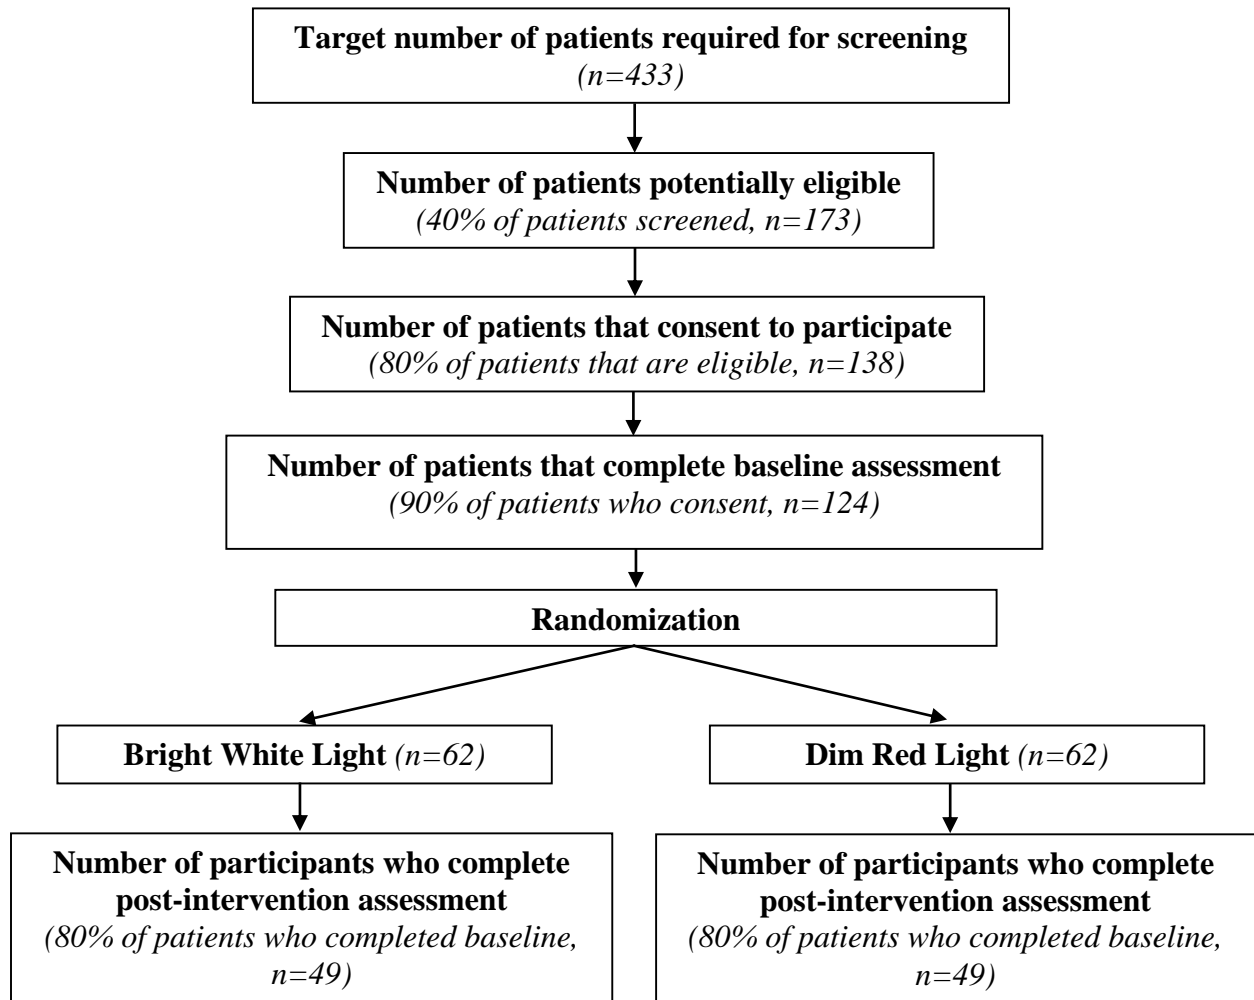 Target number of patients required for screening
(n=433)
Number of patients potentially eligible
(40% of patients screened, n=173)
Number of patients that consent to participate
(80% of patients that are eligible, n=138)
Number of patients that complete baseline assessment
(90% of patients who consent, n=124)
Randomization
Bright White Light (n=62)
Dim Red Light (n=62)
Number of participants who complete
post-intervention assessment
(80% of patients who completed baseline,
n=49)
Number of participants who complete
post-intervention assessment
(80% of patients who completed baseline,
n=49)